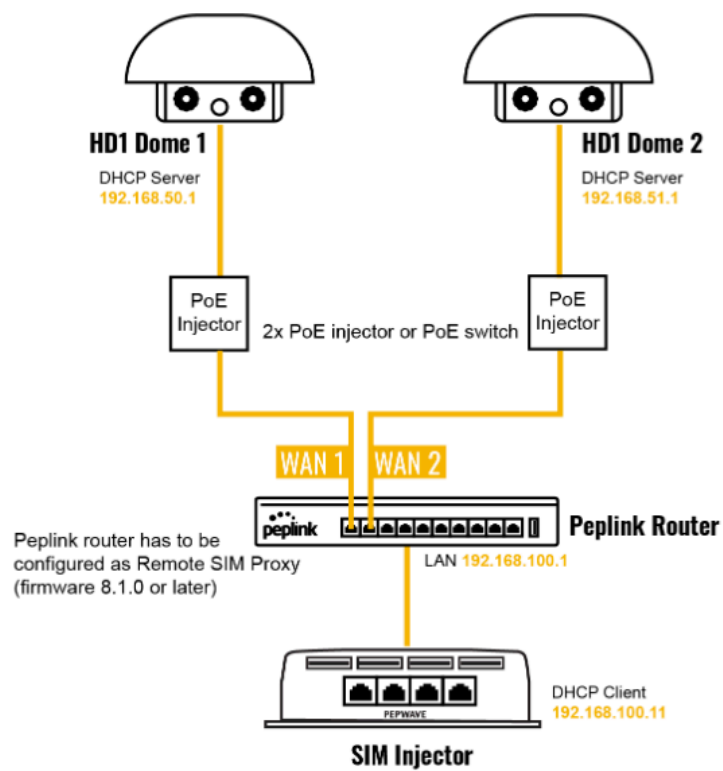 HD1 Dome 1
DHCP Server
192.168.50.1
HD1 Dome 2
DHCP Server
192.168.51.1
PoE
Injector
2x PoE injector or PoE switch
PoE
Injector
WAN 1
WAN 2
peplink
Peplink Router
LAN 192.168.100.1
Peplink router has to be
configured as Remote SIM Proxy
(firmware 8.1.0 or later)
PEPWAVE
DHCP Client
192.168.100.11
SIM Injector